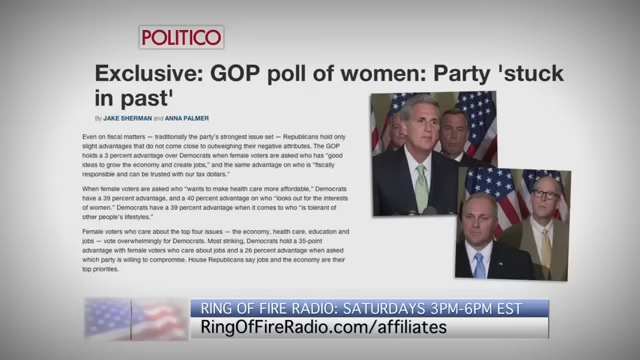 POLITICO
Exclusive: GOP poll of women: Party 'stuck
in past'
By JAKE SHERMAN and ANNA PALMER
Even on fiscal matters — traditionally the party's strongest issue set — Republicans hold only
slight advantages that do not come close to outweighing their negative attributes. The GOP
holds a 3 percent advantage over Democrats when female voters are asked who has "good
ideas to grow the economy and create jobs," and the same advantage on who is "fiscally
responsible and can be trusted with our tax dollars."
When female voters are asked who "wants to make health care more affordable," Democrats
have a 39 percent advantage, and a 40 percent advantage on who "looks out for the interests
of women." Democrats have a 39 percent advantage when it comes to who "is tolerant of
other people's lifestyles."
Female voters who care about the top four issues — the economy, health care, education and
jobs — vote overwhelmingly for Democrats. Most striking, Democrats hold a 35-point
advantage with female voters who care about jobs and a 26 percent advantage when asked
which party is willing to compromise. House Republicans say jobs and the economy are their
top priorities.
RING OF FIRE RADIO: SATURDAYS 3PM-6PM EST
RingOfFireRadio.com/affiliates